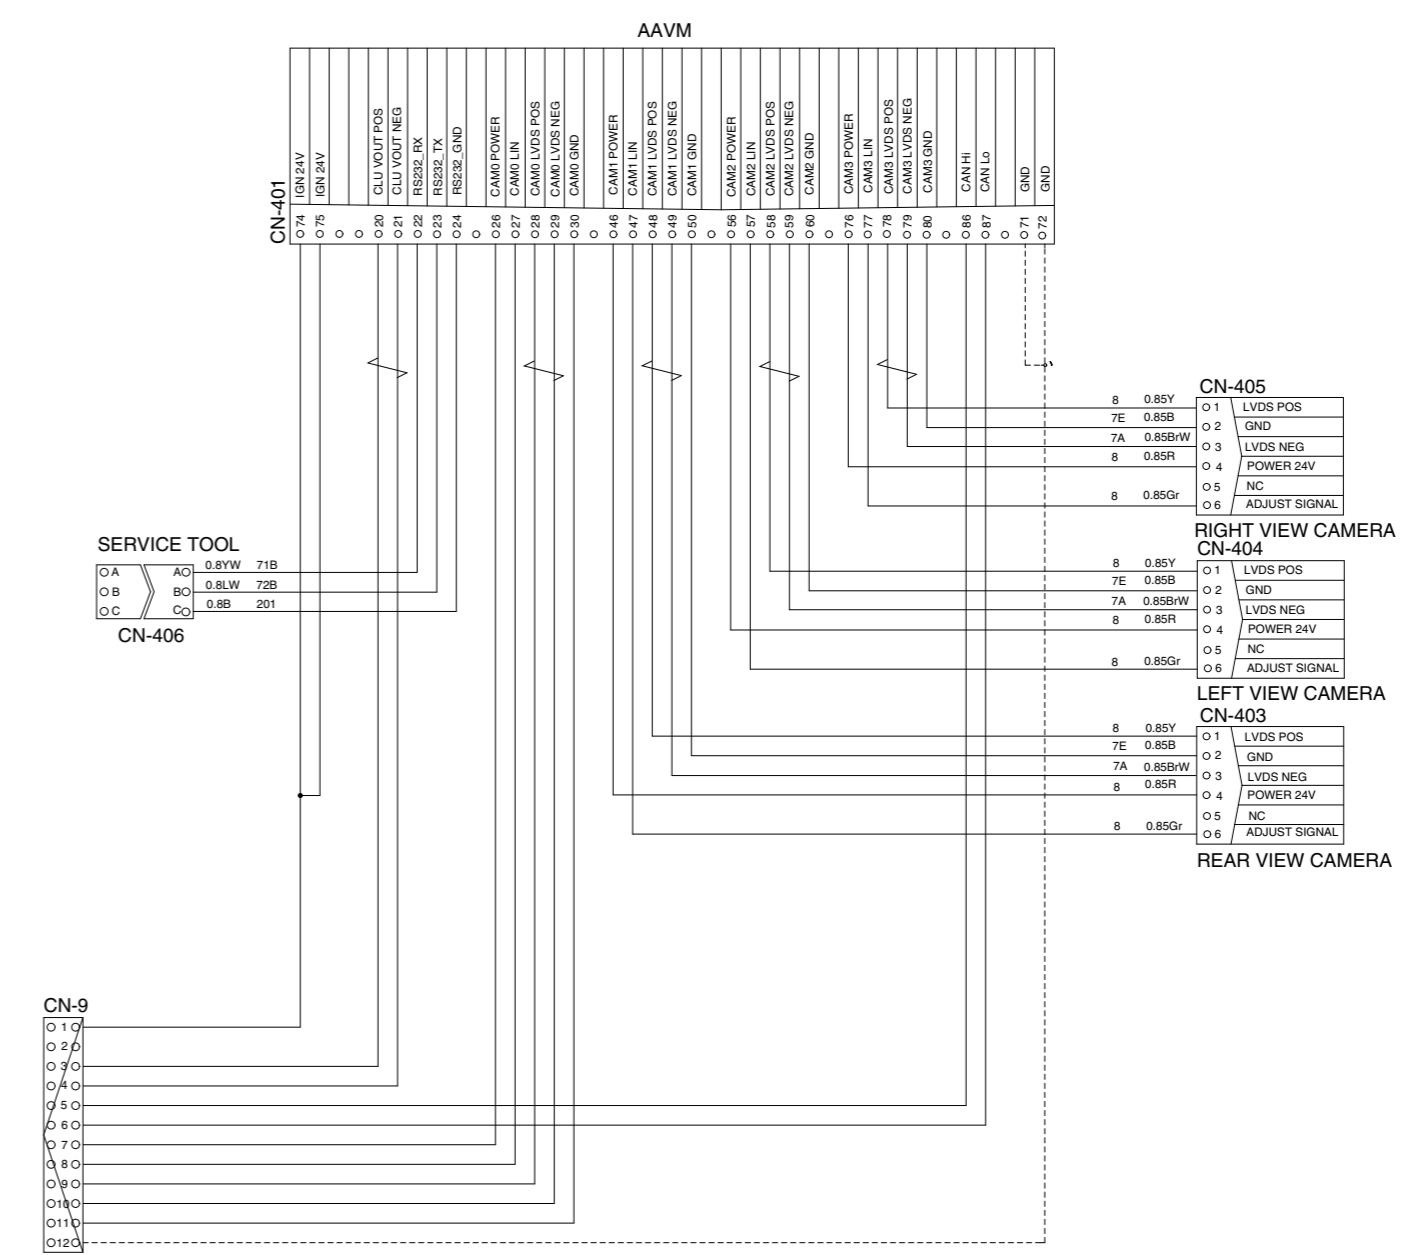 AAVM
CN-401
IGN 24V
IGN 24V
CLU VOUT POS
CLU VOUT NEG
RS232_RX
RS232_TX
RS232_GND
CAM0 POWER
CAM0 LIN
CAM0 LVDS POS
CAM0 LVDS NEG
CAM0 GND
CAM1 POWER
CAM1 LIN
CAM1 LVDS POS
CAM1 LVDS NEG
CAM1 GND
CAM2 POWER
CAM2 LIN
CAM2 LVDS POS
CAM2 LVDS NEG
CAM2 GND
CAM3 POWER
CAM3 LIN
CAM3 LVDS POS
CAM3 LVDS NEG
CAM3 GND
CAN Hi
CAN Lo
GND
GND
74 75 20 21 22 23 24 26 27 28 29 30 46 47 48 49 50 56 57 58 59 60 76 77 78 79 80 86 87 71 72
CN-405
8 0.85Y 1 LVDS POS
7E 0.85B 2 GND
7A 0.85BrW 3 LVDS NEG
8 0.85R 4 POWER 24V
5 NC
8 0.85Gr 6 ADJUST SIGNAL
RIGHT VIEW CAMERA
CN-404
8 0.85Y 1 LVDS POS
7E 0.85B 2 GND
7A 0.85BrW 3 LVDS NEG
8 0.85R 4 POWER 24V
5 NC
8 0.85Gr 6 ADJUST SIGNAL
LEFT VIEW CAMERA
SERVICE TOOL
A A 0.8YW 71B
B B 0.8LW 72B
C C 0.8B 201
CN-406
CN-403
8 0.85Y 1 LVDS POS
7E 0.85B 2 GND
7A 0.85BrW 3 LVDS NEG
8 0.85R 4 POWER 24V
5 NC
8 0.85Gr 6 ADJUST SIGNAL
REAR VIEW CAMERA
CN-9
1
2
3
4
5
6
7
8
9
10
11
12